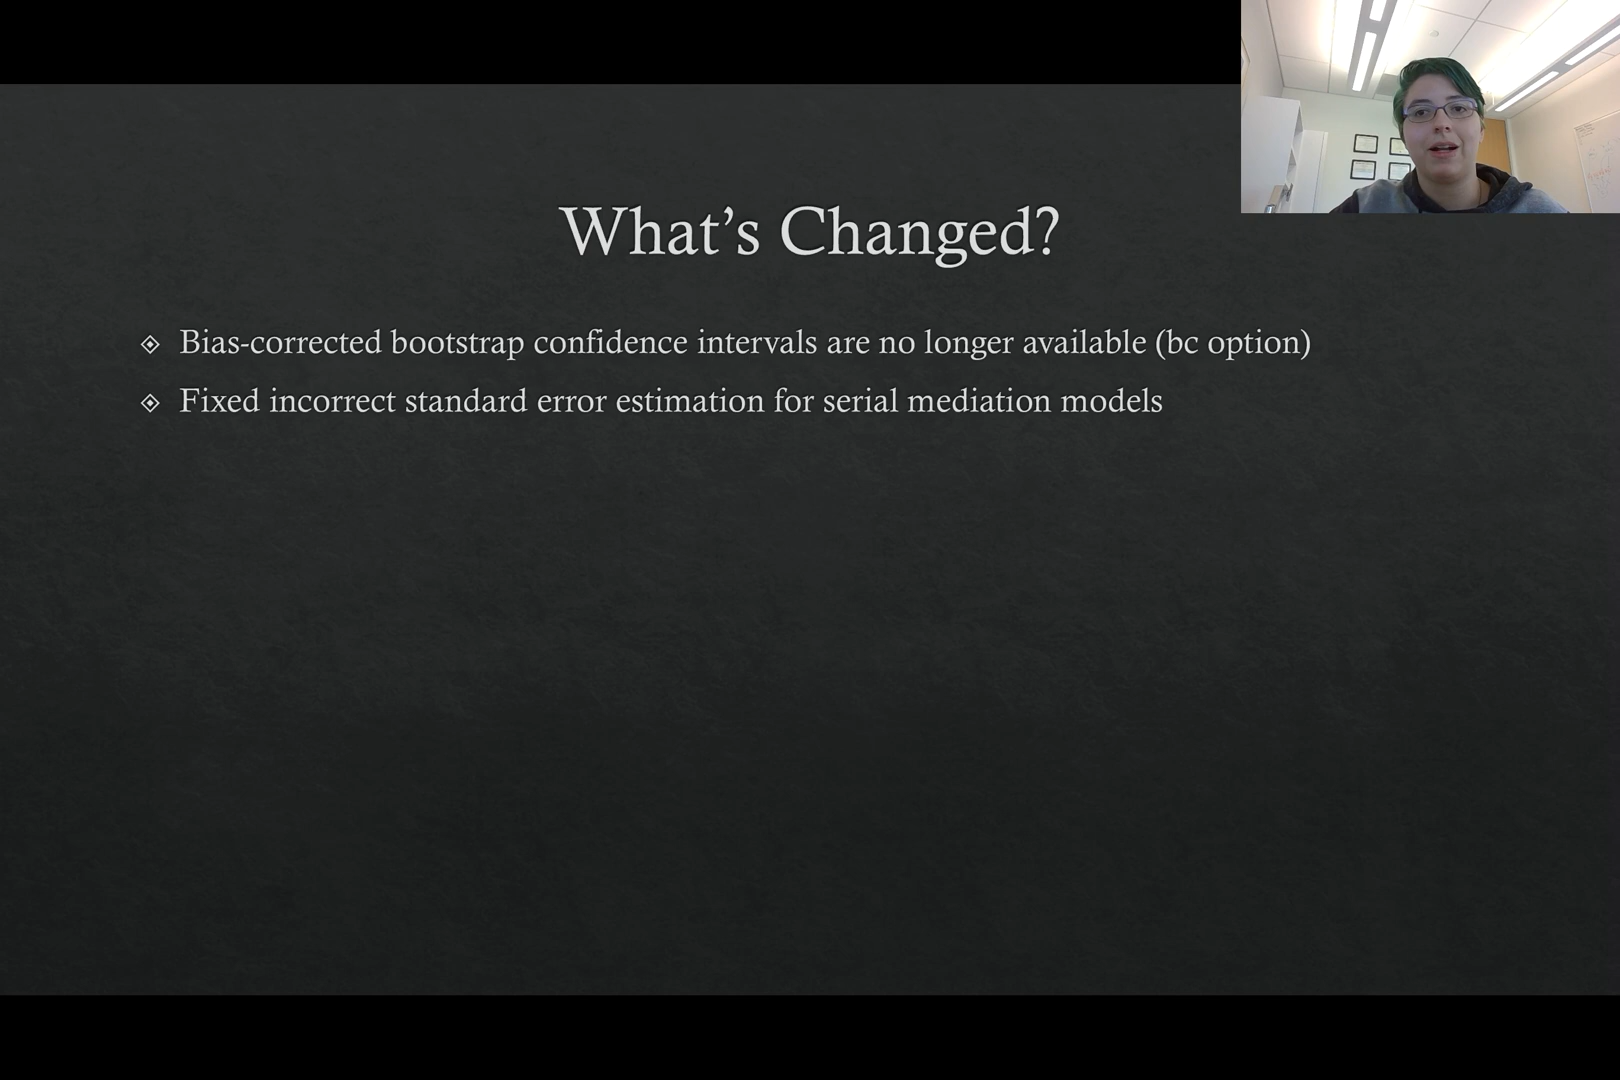 What’s Changed?
Bias-corrected bootstrap confidence intervals are no longer available (bc option)
Fixed incorrect standard error estimation for serial mediation models